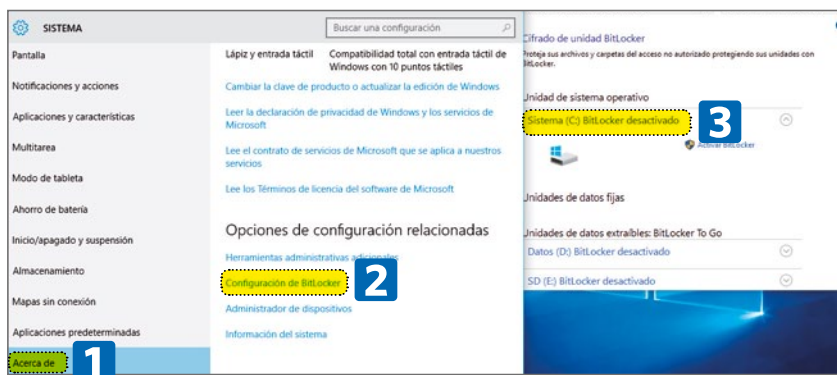 SISTEMA
Buscar una configuración
Pantalla
Notificaciones y acciones
Aplicaciones y características
Multitarea
Modo de tableta
Ahorro de batería
Inicio/apagado y suspensión
Almacenamiento
Mapas sin conexión
Aplicaciones predeterminadas
Acerca de
1
Lápiz y entrada táctil
Compatibilidad total con entrada táctil de
Windows con 10 puntos táctiles
Cambiar la clave de producto o actualizar la edición de Windows
Leer la declaración de privacidad de Windows y los servicios de
Microsoft
Lee el contrato de servicios de Microsoft que se aplica a nuestros
servicios
Lee los Términos de licencia del software de Microsoft
Opciones de configuración relacionadas
Herramientas administrativas adicionales
Configuración de BitLocker
2
Administrador de dispositivos
Información del sistema
Cifrado de unidad BitLocker
Proteja sus archivos y carpetas del acceso no autorizado protegiendo sus unidades con
BitLocker.
Unidad de sistema operativo
Sistema (C:) BitLocker desactivado
3
Activar BitLocker
Unidades de datos fijas
Unidades de datos extraíbles: BitLocker To Go
Datos (D:) BitLocker desactivado
SD (E:) BitLocker desactivado